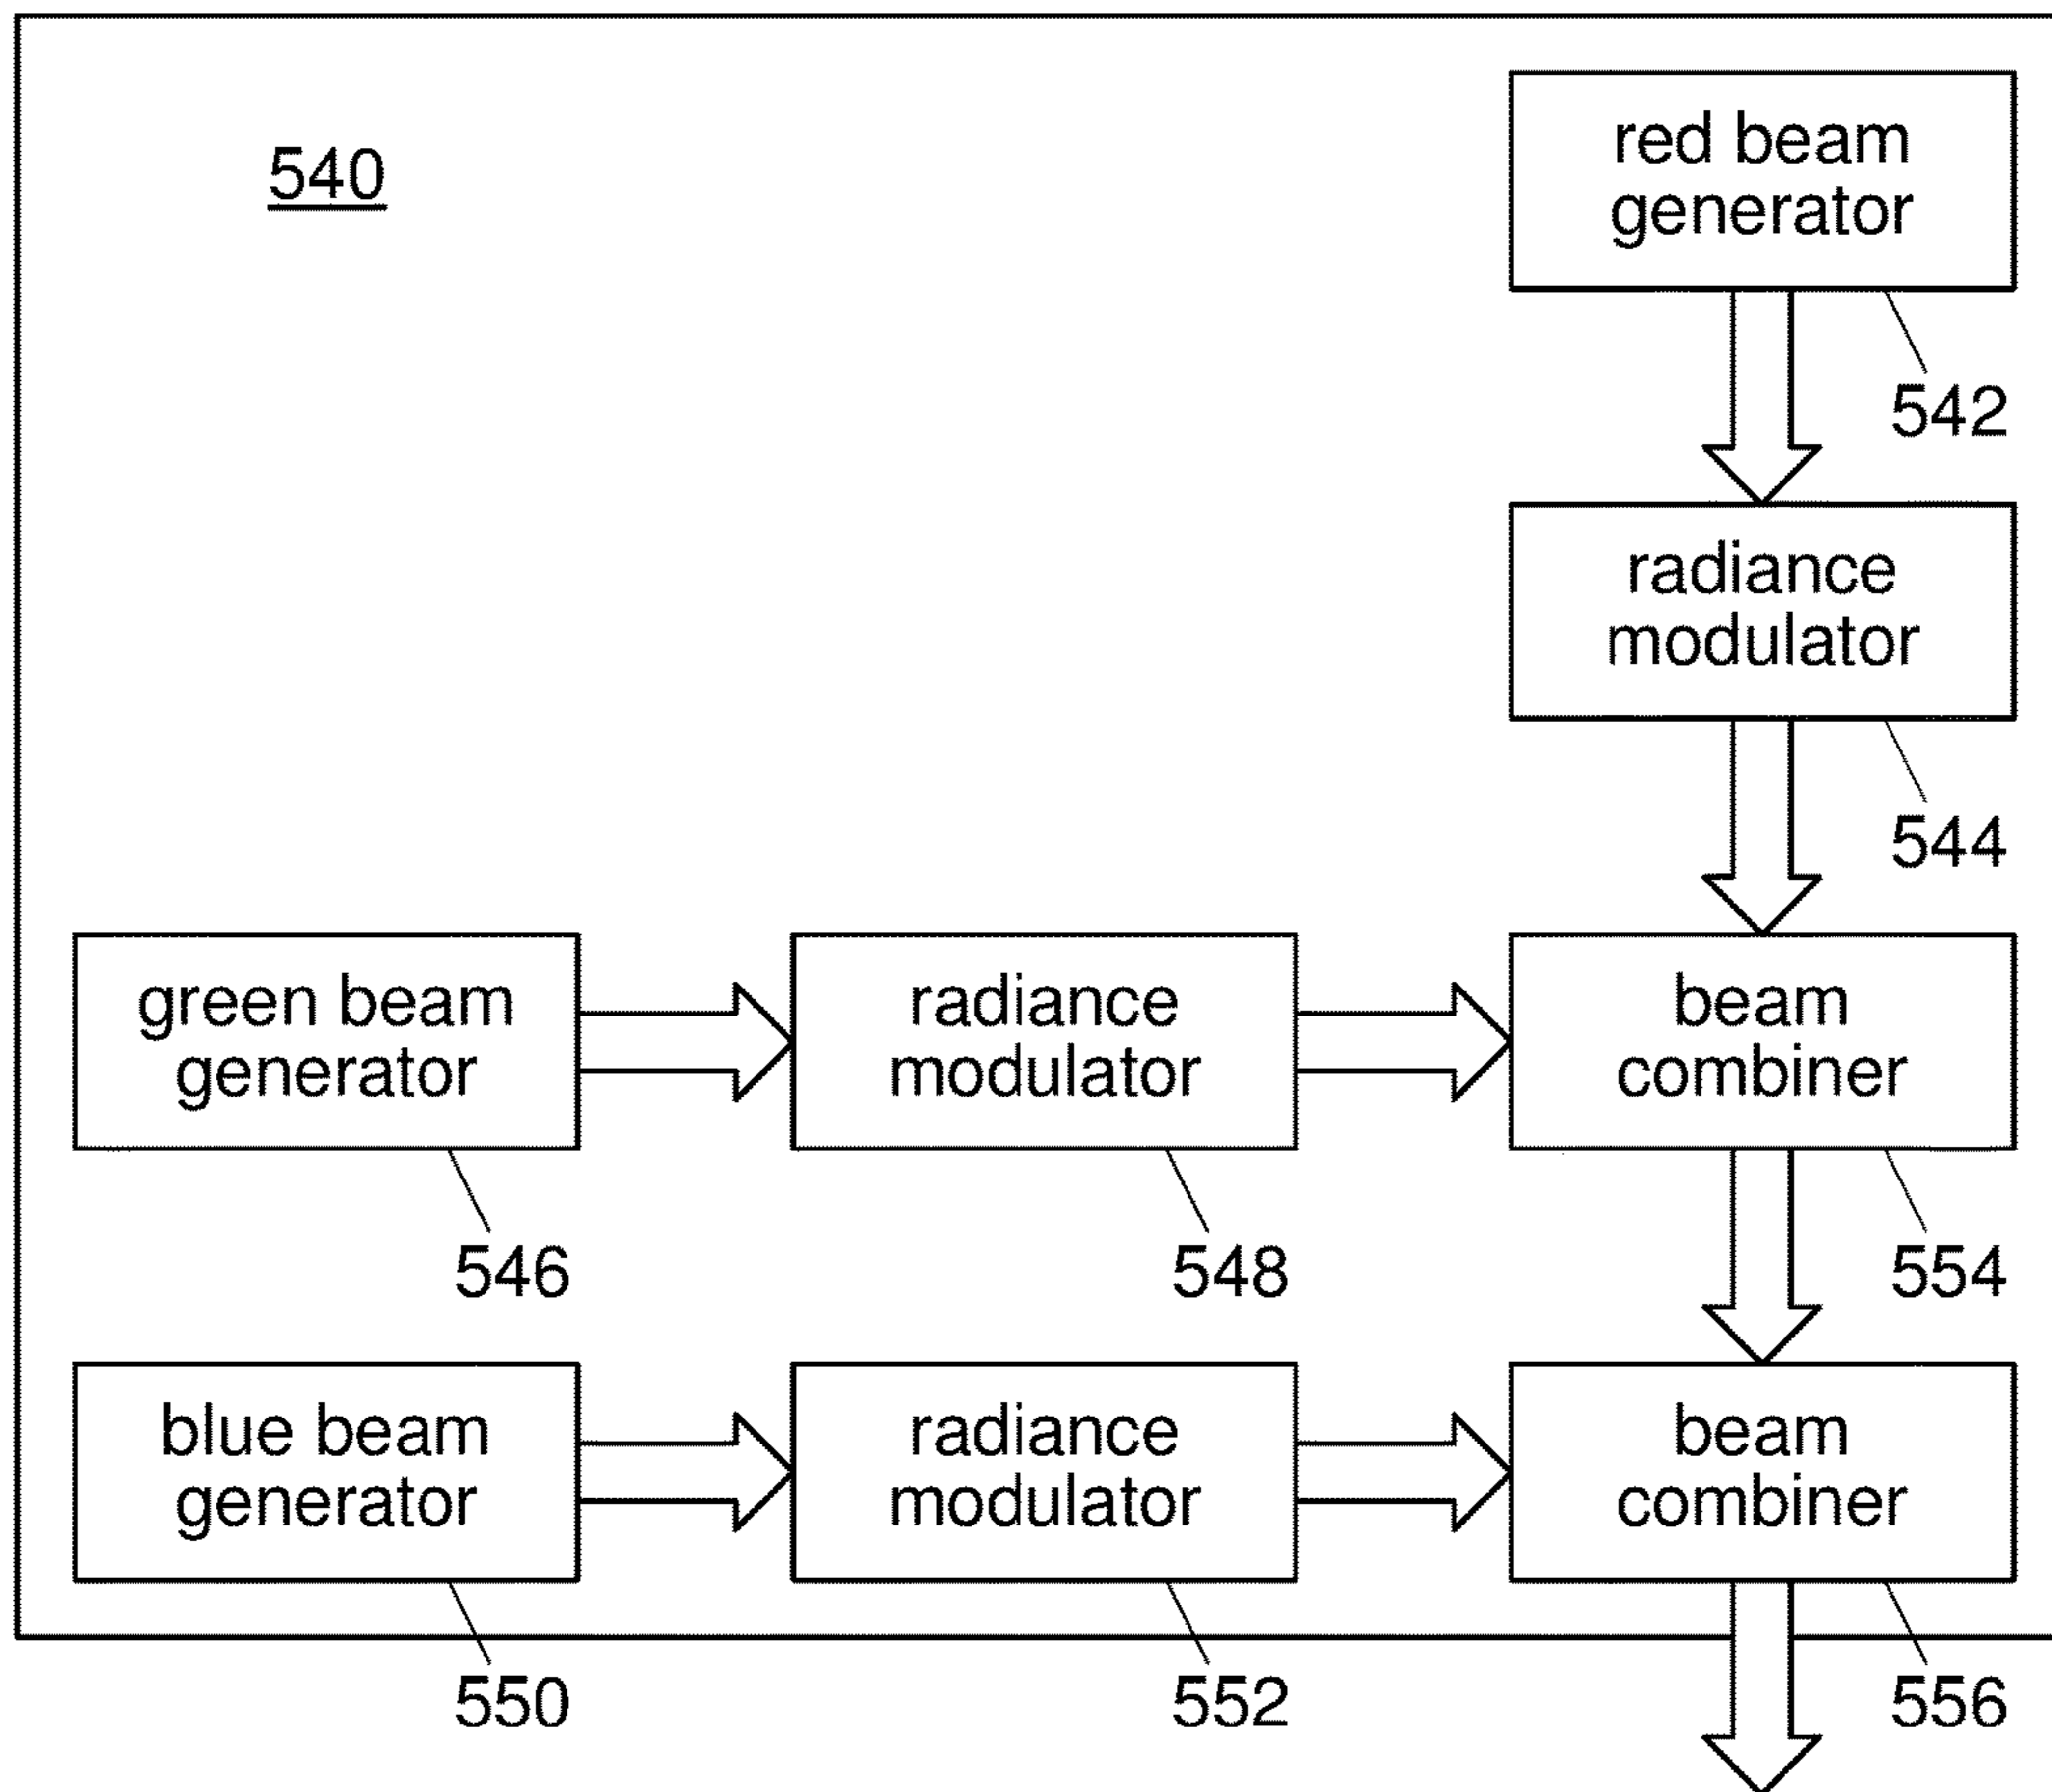 540
red beam
generator
542
radiance
modulator
544
green beam
generator
546
radiance
modulator
548
beam
combiner
554
blue beam
generator
550
radiance
modulator
552
beam
combiner
556